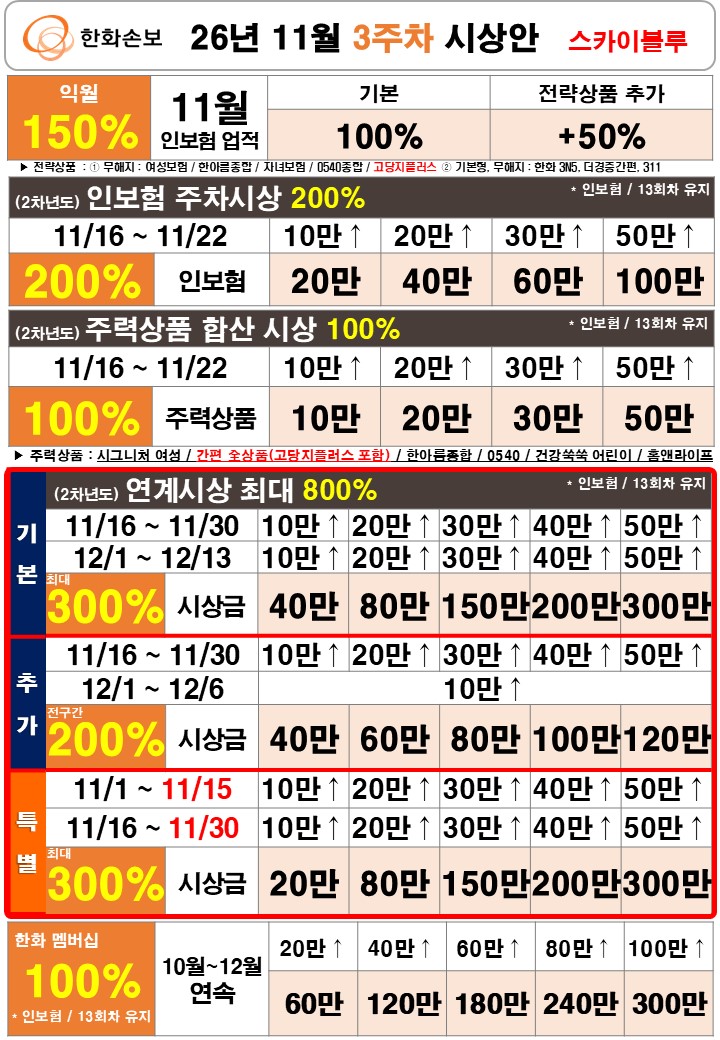 한화손보 26년 11월 3주차 시상안 스카이블루
익월 150% 11월 인보험 업적 기본 전략상품 추가
100% +50%
▶ 전략상품 : ① 무해지 : 여성보험 / 한아름종합 / 자녀보험 / 0540종합 / 고당지플러스 ② 기본형, 무해지 : 한화 3N5, 더경증간편, 311
(2차년도) 인보험 주차시상 200% * 인보험 / 13회차 유지
11/16 ~ 11/22 10만↑ 20만↑ 30만↑ 50만↑
200% 인보험 20만 40만 60만 100만
(2차년도) 주력상품 합산 시상 100% * 인보험 / 13회차 유지
11/16 ~ 11/22 10만↑ 20만↑ 30만↑ 50만↑
100% 주력상품 10만 20만 30만 50만
▶ 주력상품 : 시그니처 여성 / 간편 全상품(고당지플러스 포함) / 한아름종합 / 0540 / 건강쑥쑥 어린이 / 홈앤라이프
기본 (2차년도) 연계시상 최대 800% * 인보험 / 13회차 유지
11/16 ~ 11/30 10만↑ 20만↑ 30만↑ 40만↑ 50만↑
12/1 ~ 12/13 10만↑ 20만↑ 30만↑ 40만↑ 50만↑
최대 300% 시상금 40만 80만 150만 200만 300만
추가 11/16 ~ 11/30 10만↑ 20만↑ 30만↑ 40만↑ 50만↑
12/1 ~ 12/6 10만↑
전구간 200% 시상금 40만 60만 80만 100만 120만
특별 11/1 ~ 11/15 10만↑ 20만↑ 30만↑ 40만↑ 50만↑
11/16 ~ 11/30 10만↑ 20만↑ 30만↑ 40만↑ 50만↑
최대 300% 시상금 20만 80만 150만 200만 300만
한화 멤버십 100% * 인보험 / 13회차 유지 10월~12월 연속 20만↑ 40만↑ 60만↑ 80만↑ 100만↑
60만 120만 180만 240만 300만